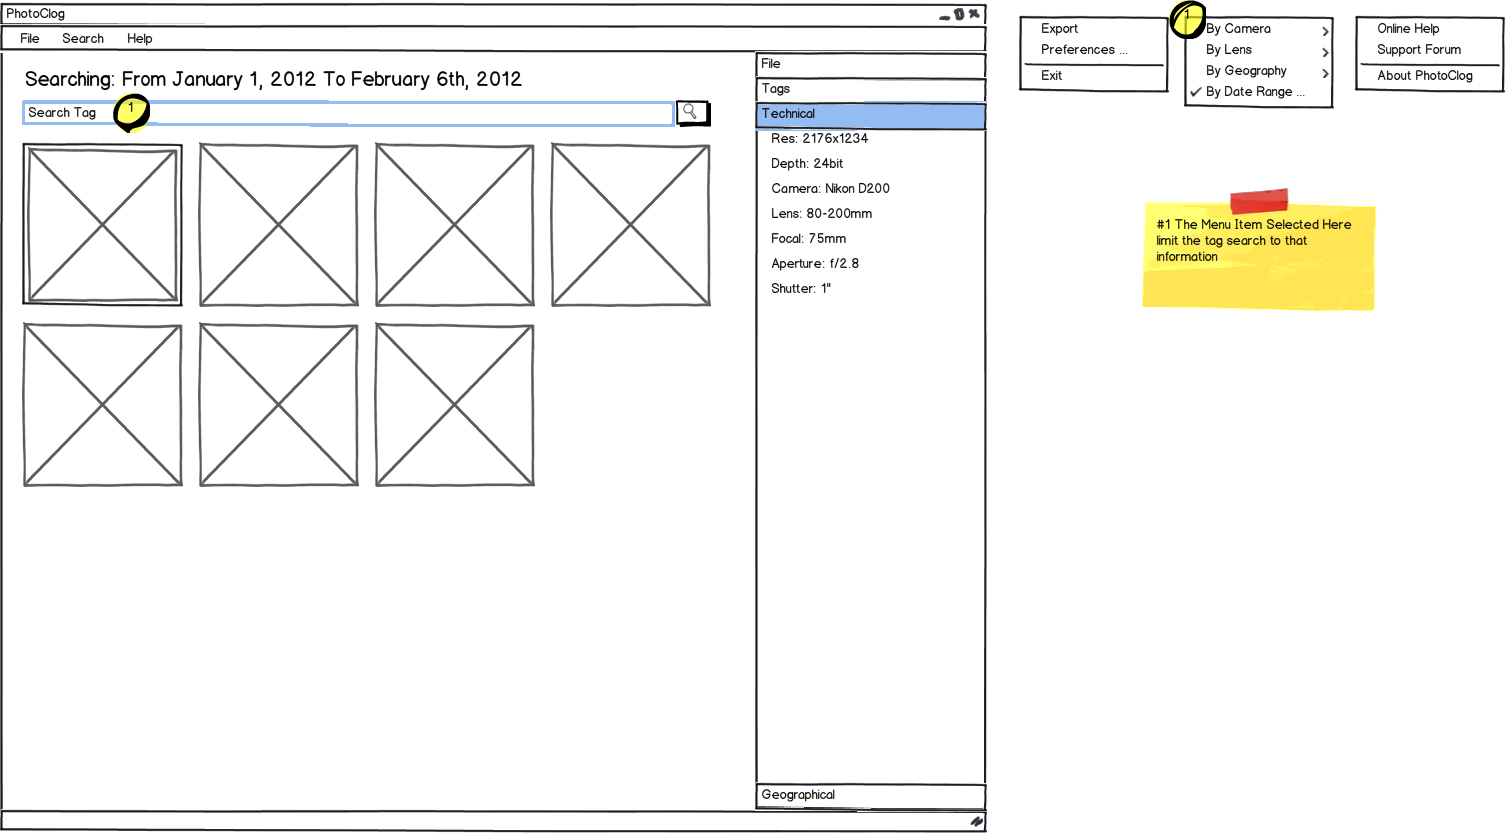 PhotoClog
File Search Help
Searching: From January 1, 2012 To February 6th, 2012
Search Tag
1
File
Tags
Technical
Res: 2176x1234
Depth: 24bit
Camera: Nikon D200
Lens: 80-200mm
Focal: 75mm
Aperture: f/2.8
Shutter: 1"
Geographical
Export
Preferences ...
Exit
1
By Camera
By Lens
By Geography
By Date Range ...
Online Help
Support Forum
About PhotoClog
#1 The Menu Item Selected Here
limit the tag search to that
information